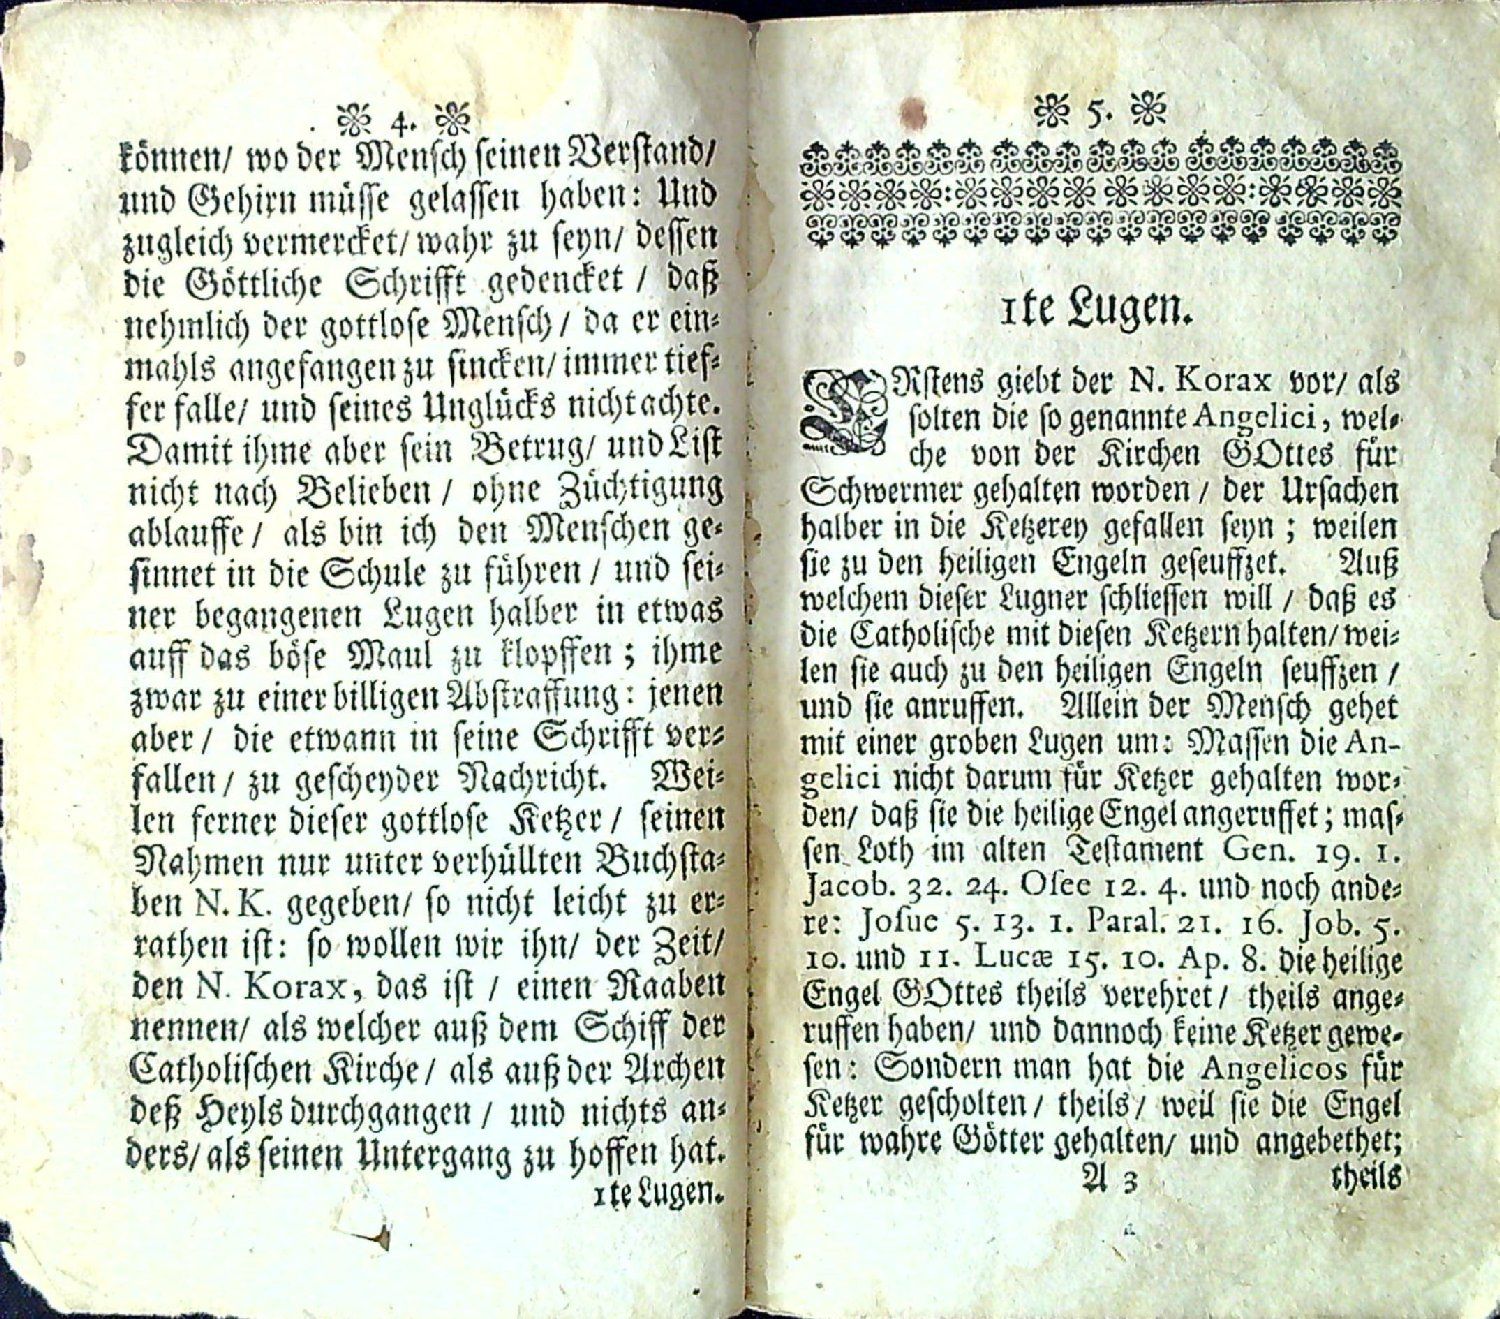 4.
können/ wo der Mensch seinen Verstand/
und Gehirn müsse gelassen haben: Und
zugleich vermercket/ wahr zu seyn/ dessen
die Göttliche Schrifft gedencket / daß
nehmlich der gottlose Mensch / da er ein-
mahls angefangen zu sincken/ immer tief-
fer falle/ und seines Unglücks nicht achte.
Damit ihme aber sein Betrug/ und List
nicht nach Belieben / ohne Züchtigung
ablauffe / als bin ich den Menschen ge-
sinnet in die Schule zu führen / und sei-
ner begangenen Lugen halber in etwas
auff das böse Maul zu klopffen ; ihme
zwar zu einer billigen Abstraffung: jenen
aber / die etwann in seine Schrifft ver-
fallen / zu gescheyder Nachricht. Wei-
len ferner dieser gottlose Ketzer / seinen
Nahmen nur unter verhüllten Buchsta-
ben N. K. gegeben/ so nicht leicht zu er-
rathen ist: so wollen wir ihn/ der Zeit/
den N. Korax, das ist / einen Raaben
nennen/ als welcher auß dem Schiff der
Catholischen Kirche / als auß der Archen
deß Heyls durchgangen / und nichts an-
ders/ als seinen Untergang zu hoffen hat.
1te Lugen.
5.
1te Lugen.
ERstens giebt der N. Korax vor/ als
solten die so genannte Angelici, wel-
che von der Kirchen GOttes für
Schwermer gehalten worden / der Ursachen
halber in die Ketzerey gefallen seyn ; weilen
sie zu den heiligen Engeln geseuffzet. Auß
welchem dieser Lugner schliessen will / daß es
die Catholische mit diesen Ketzern halten/ wei-
len sie auch zu den heiligen Engeln seuffzen /
und sie anruffen. Allein der Mensch gehet
mit einer groben Lugen um: Massen die An-
gelici nicht darum für Ketzer gehalten wor-
den/ daß sie die heilige Engel angeruffet ; mas-
sen Loth im alten Testament Gen. 19. 1.
Jacob. 32. 24. Osee 12. 4. und noch ande-
re: Josue 5. 13. 1. Paral. 21. 16. Job. 5.
10. und 11. Lucæ 15. 10. Ap. 8. die heilige
Engel GOttes theils verehret / theils ange-
ruffen haben/ und dannoch keine Ketzer gewe-
sen : Sondern man hat die Angelicos für
Ketzer gescholten / theils / weil sie die Engel
für wahre Götter gehalten/ und angebethet;
A 3
theils